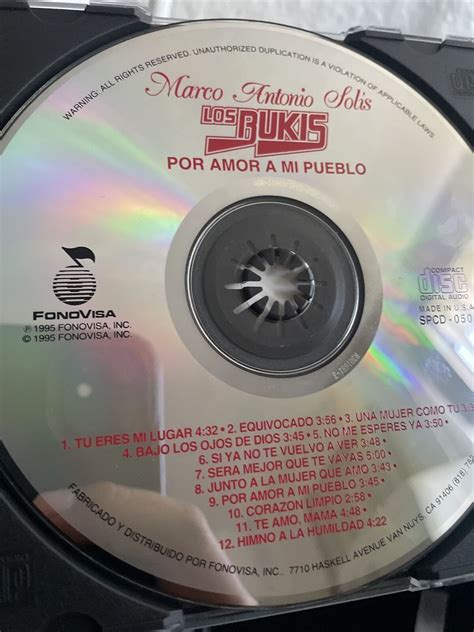 WARNING: ALL RIGHTS RESERVED. UNAUTHORIZED DUPLICATION IS A VIOLATION OF APPLICABLE LAWS.
Marco Antonio Solís
LOS BUKIS
POR AMOR A MI PUEBLO
FONOVISA
℗ 1995 FONOVISA, INC.
© 1995 FONOVISA, INC.
COMPACT
disc
DIGITAL AUDIO
MADE IN U.S.A.
SPCD - 050
1. TU ERES MI LUGAR 4:32 • 2. EQUIVOCADO 3:56 • 3. UNA MUJER COMO TU
4. BAJO LOS OJOS DE DIOS 3:45 • 5. NO ME ESPERES YA 3:50 •
6. SI YA NO TE VUELVO A VER 3:48 •
7. SERA MEJOR QUE TE VAYAS 5:00 •
8. JUNTO A LA MUJER QUE AMO 3:43 •
9. POR AMOR A MI PUEBLO 3:45 •
10. CORAZON LIMPIO 2:58 •
11. TE AMO, MAMA 4:48 •
12. HIMNO A LA HUMILDAD 4:22
FABRICADO Y DISTRIBUIDO POR FONOVISA, INC., 7710 HASKELL AVENUE VAN NUYS, CA 91406 (818)